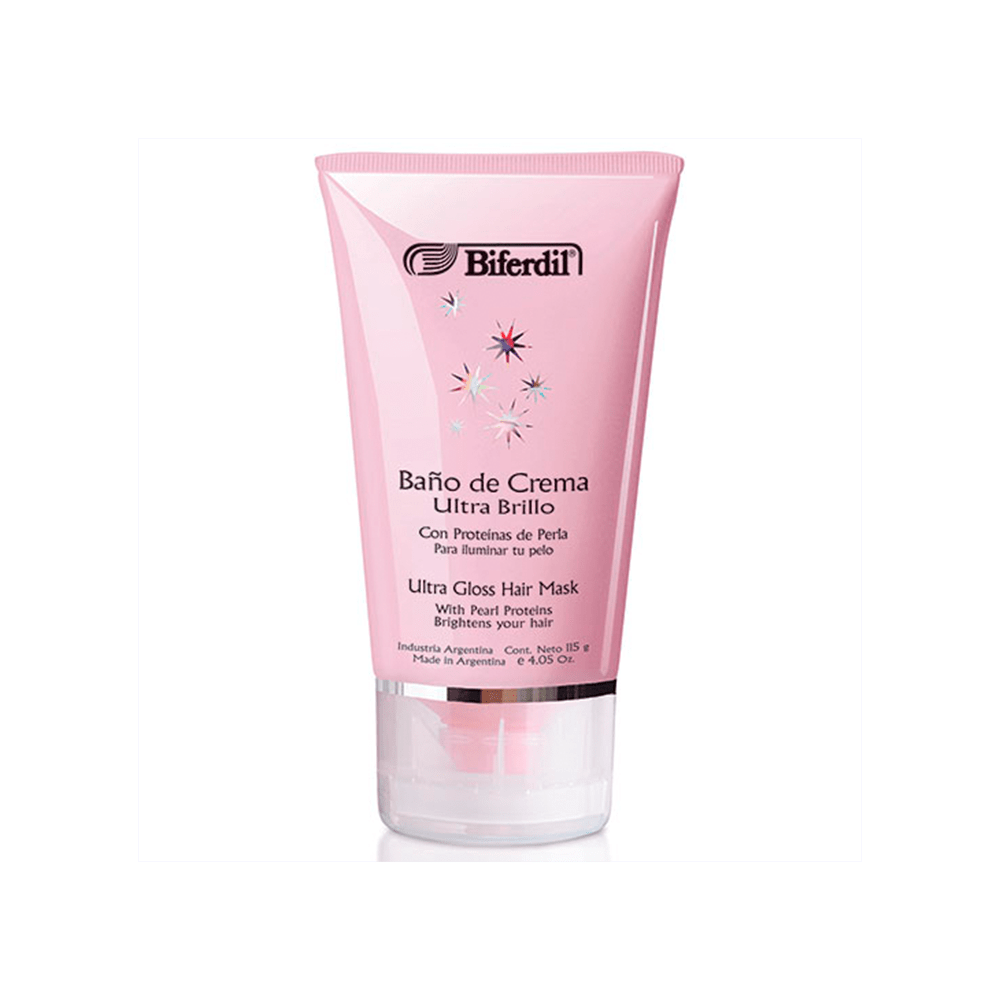 Biferdil®
Baño de Crema
Ultra Brillo
Con Proteínas de Perla
Para iluminar tu pelo
Ultra Gloss Hair Mask
With Pearl Proteins
Brightens your hair
Industria Argentina Cont. Neto 115 g
Made in Argentina e 4.05 Oz.